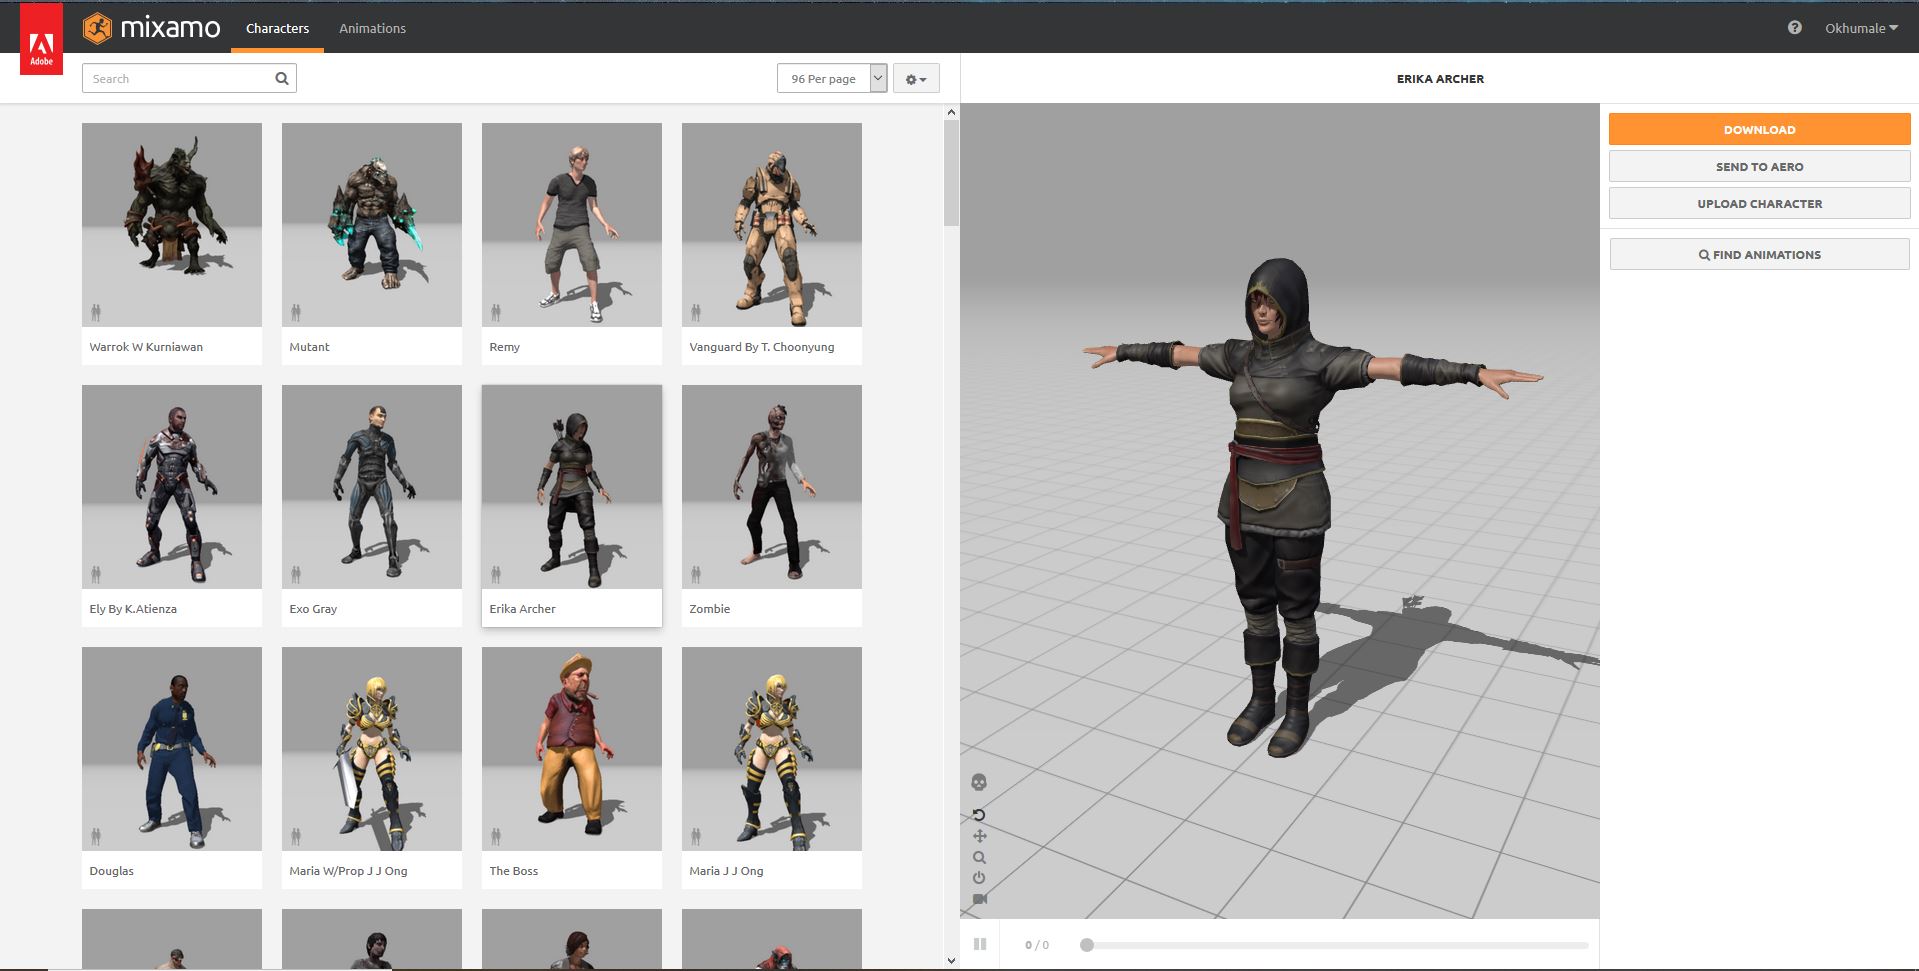 Adobe
mixamo
Characters
Animations
Okhumale
Search
96 Per page
ERIKA ARCHER
Warrok W Kurniawan
Mutant
Remy
Vanguard By T. Choonyung
Ely By K.Atienza
Exo Gray
Erika Archer
Zombie
Douglas
Maria W/Prop J J Ong
The Boss
Maria J J Ong
DOWNLOAD
SEND TO AERO
UPLOAD CHARACTER
FIND ANIMATIONS
0 / 0